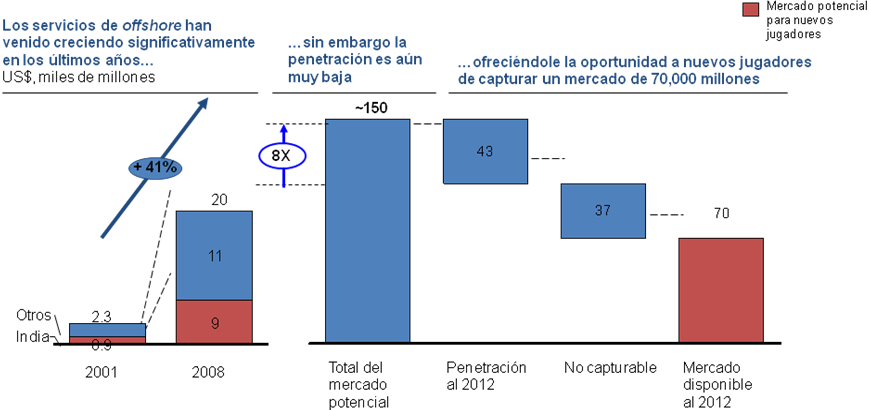 Mercado potencial
para nuevos
jugadores
Los servicios de offshore han
venido creciendo significativamente
en los últimos años…
US$, miles de millones
…sin embargo la
penetración es aún
muy baja
…ofreciéndole la oportunidad a nuevos jugadores
de capturar un mercado de 70,000 millones
+ 41%
8X
~150
43
37
70
20
11
9
2.3
0.9
Otros
India
2001
2008
Total del
mercado
potencial
Penetración
al 2012
No capturable
Mercado
disponible
al 2012